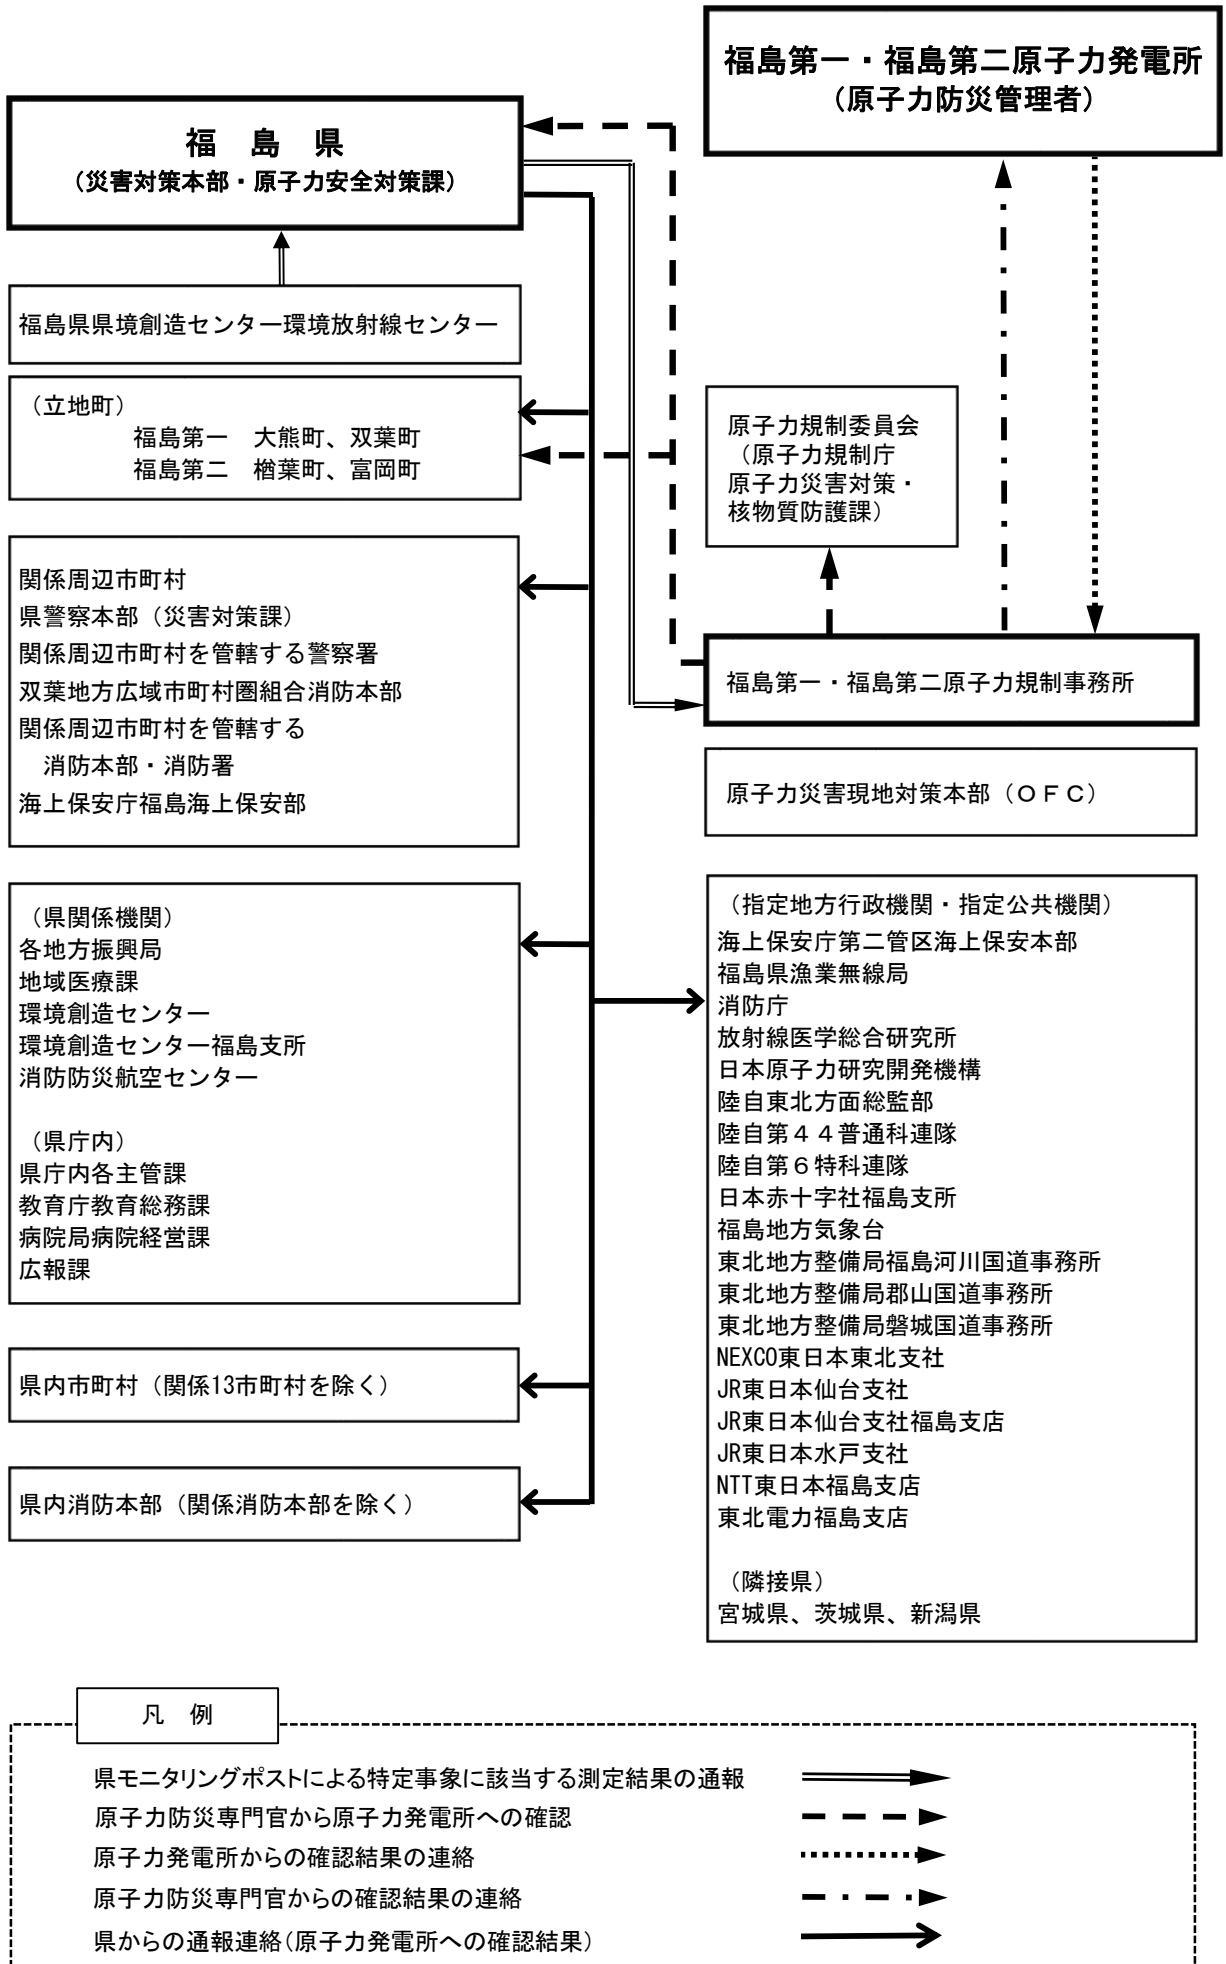 福島第一・福島第二原子力発電所
（原子力防災管理者）
福　島　県
（災害対策本部・原子力安全対策課）
福島県県境創造センター環境放射線センター
（立地町）
福島第一　大熊町、双葉町
福島第二　楢葉町、富岡町
原子力規制委員会
（原子力規制庁
原子力災害対策・
核物質防護課）
関係周辺市町村
県警察本部（災害対策課）
関係周辺市町村を管轄する警察署
双葉地方広域市町村圏組合消防本部
関係周辺市町村を管轄する
消防本部・消防署
海上保安庁福島海上保安部
福島第一・福島第二原子力規制事務所
原子力災害現地対策本部（ＯＦＣ）
（県関係機関）
各地方振興局
地域医療課
環境創造センター
環境創造センター福島支所
消防防災航空センター
（県庁内）
県庁内各主管課
教育庁教育総務課
病院局病院経営課
広報課
（指定地方行政機関・指定公共機関）
海上保安庁第二管区海上保安本部
福島県漁業無線局
消防庁
放射線医学総合研究所
日本原子力研究開発機構
陸自東北方面総監部
陸自第４４普通科連隊
陸自第６特科連隊
日本赤十字社福島支所
福島地方気象台
東北地方整備局福島河川国道事務所
東北地方整備局郡山国道事務所
東北地方整備局磐城国道事務所
NEXCO東日本東北支社
JR東日本仙台支社
JR東日本仙台支社福島支店
JR東日本水戸支社
NTT東日本福島支店
東北電力福島支店
（隣接県）
宮城県、茨城県、新潟県
県内市町村（関係13市町村を除く）
県内消防本部（関係消防本部を除く）
凡　例
県モニタリングポストによる特定事象に該当する測定結果の通報
原子力防災専門官から原子力発電所への確認
原子力発電所からの確認結果の連絡
原子力防災専門官からの確認結果の連絡
県からの通報連絡（原子力発電所への確認結果）